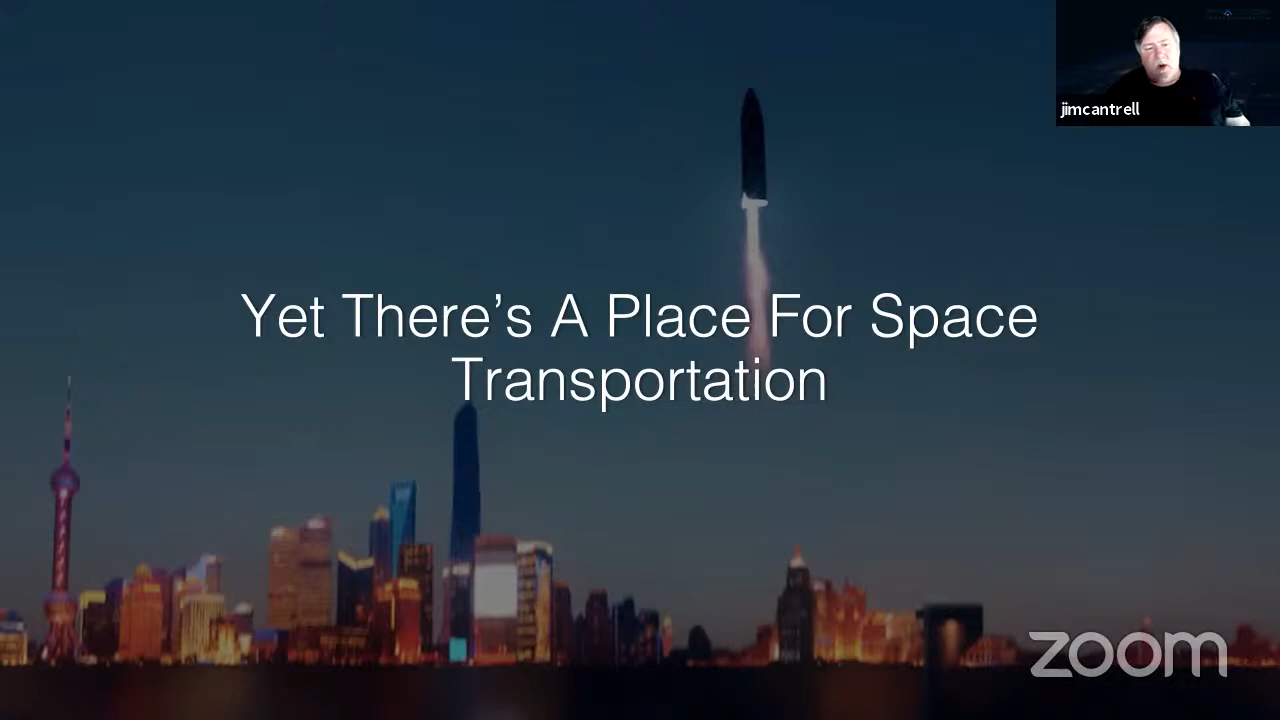 jimcantrell
Yet There’s A Place For Space
Transportation
zoom